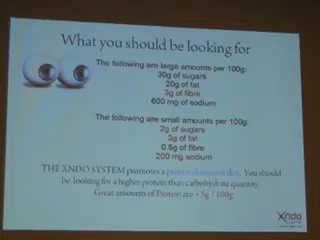 What you should be looking for
The following are large amounts per 100g:
30g of sugars
20g of fat
3g of fibre
600 mg of sodium
The following are small amounts per 100g:
2g of sugars
3g of fat
0.5g of fibre
200 mg sodium
THE XNDO SYSTEM promotes a protein dominant diet. You should
be looking for a higher protein than carbohydrate quantity.
Great amounts of Protein are > 5g / 100g
Xndo